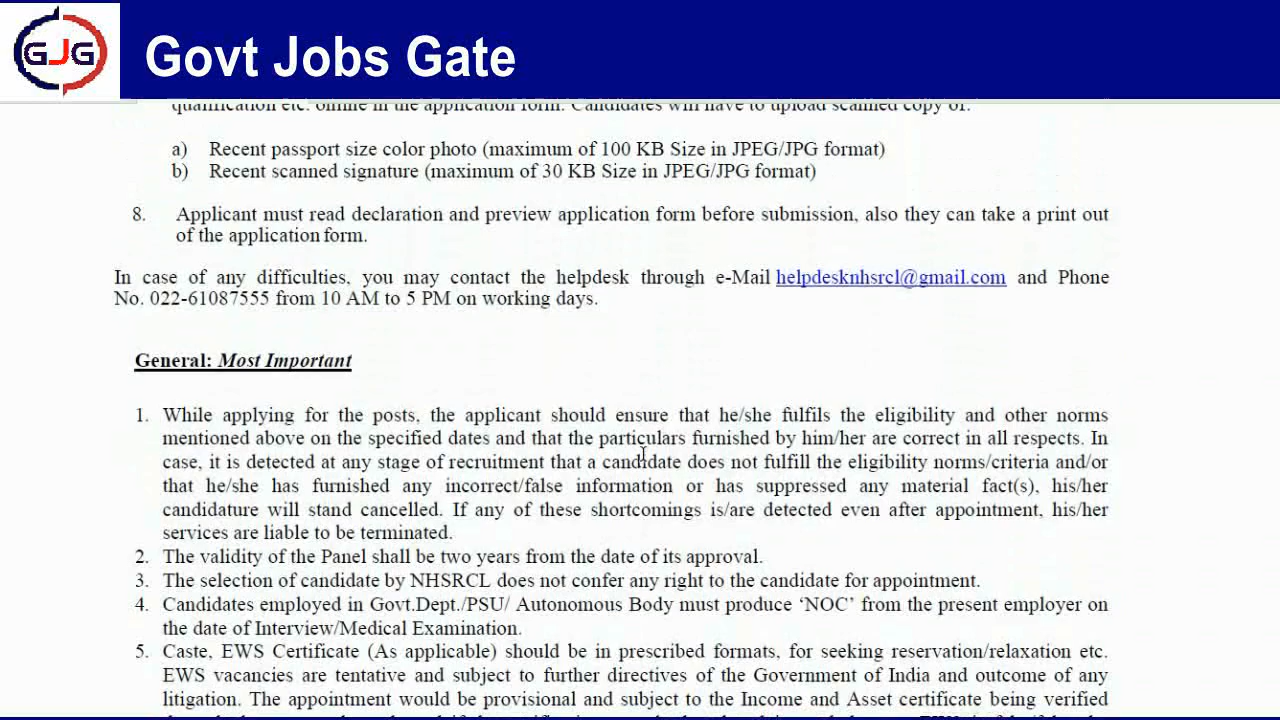 GJG
Govt Jobs Gate
qualification etc. online in the application form. Candidates will have to upload scanned copy of:
a) Recent passport size color photo (maximum of 100 KB Size in JPEG/JPG format)
b) Recent scanned signature (maximum of 30 KB Size in JPEG/JPG format)
8. Applicant must read declaration and preview application form before submission, also they can take a print out
of the application form.
In case of any difficulties, you may contact the helpdesk through e-Mail helpdesknhsrcl@gmail.com and Phone
No. 022-61087555 from 10 AM to 5 PM on working days.
General: Most Important
1. While applying for the posts, the applicant should ensure that he/she fulfils the eligibility and other norms
mentioned above on the specified dates and that the particulars furnished by him/her are correct in all respects. In
case, it is detected at any stage of recruitment that a candidate does not fulfill the eligibility norms/criteria and/or
that he/she has furnished any incorrect/false information or has suppressed any material fact(s), his/her
candidature will stand cancelled. If any of these shortcomings is/are detected even after appointment, his/her
services are liable to be terminated.
2. The validity of the Panel shall be two years from the date of its approval.
3. The selection of candidate by NHSRCL does not confer any right to the candidate for appointment.
4. Candidates employed in Govt.Dept./PSU/ Autonomous Body must produce ‘NOC’ from the present employer on
the date of Interview/Medical Examination.
5. Caste, EWS Certificate (As applicable) should be in prescribed formats, for seeking reservation/relaxation etc.
EWS vacancies are tentative and subject to further directives of the Government of India and outcome of any
litigation. The appointment would be provisional and subject to the Income and Asset certificate being verified